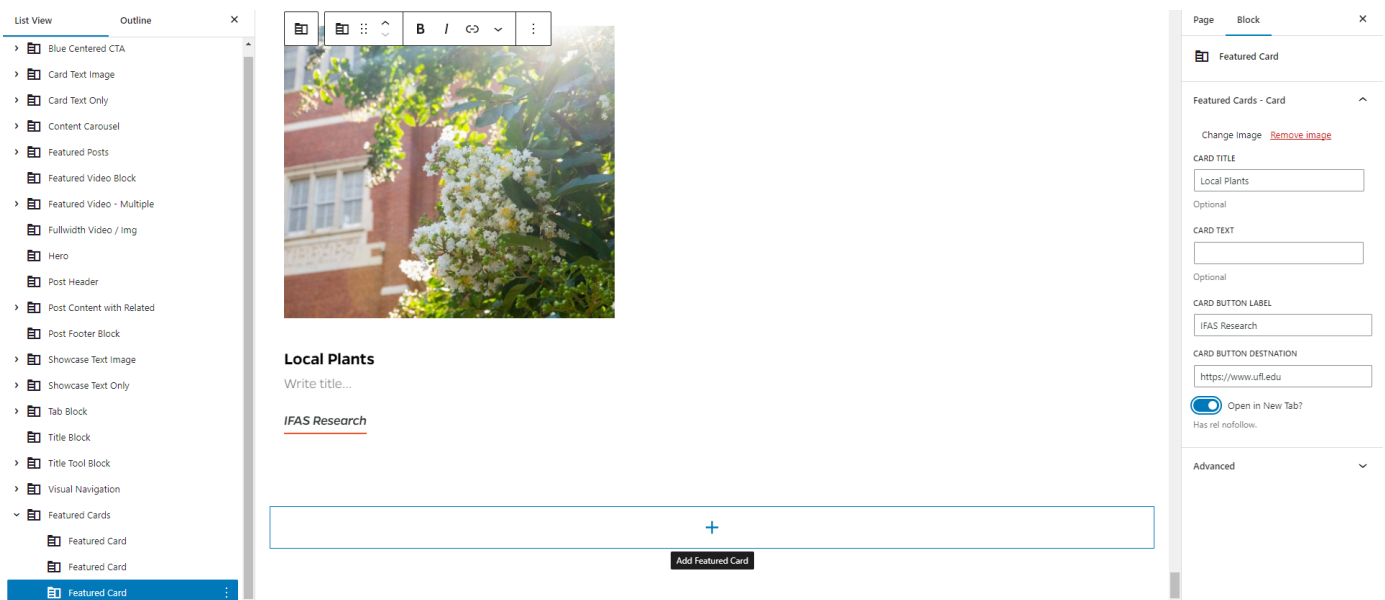 List View
Outline
Blue Centered CTA
Card Text Image
Card Text Only
Content Carousel
Featured Posts
Featured Video Block
Featured Video - Multiple
Fullwidth Video / Img
Hero
Post Header
Post Content with Related
Post Footer Block
Showcase Text Image
Showcase Text Only
Tab Block
Title Block
Title Tool Block
Visual Navigation
Featured Cards
Featured Card
Featured Card
Featured Card
B I
Local Plants
Write title...
IFAS Research
Add Featured Card
Page
Block
Featured Card
Featured Cards - Card
Change Image Remove image
CARD TITLE
Local Plants
Optional
CARD TEXT
Optional
CARD BUTTON LABEL
IFAS Research
CARD BUTTON DESTNATION
https://www.ufl.edu
Open in New Tab?
Has rel nofollow.
Advanced